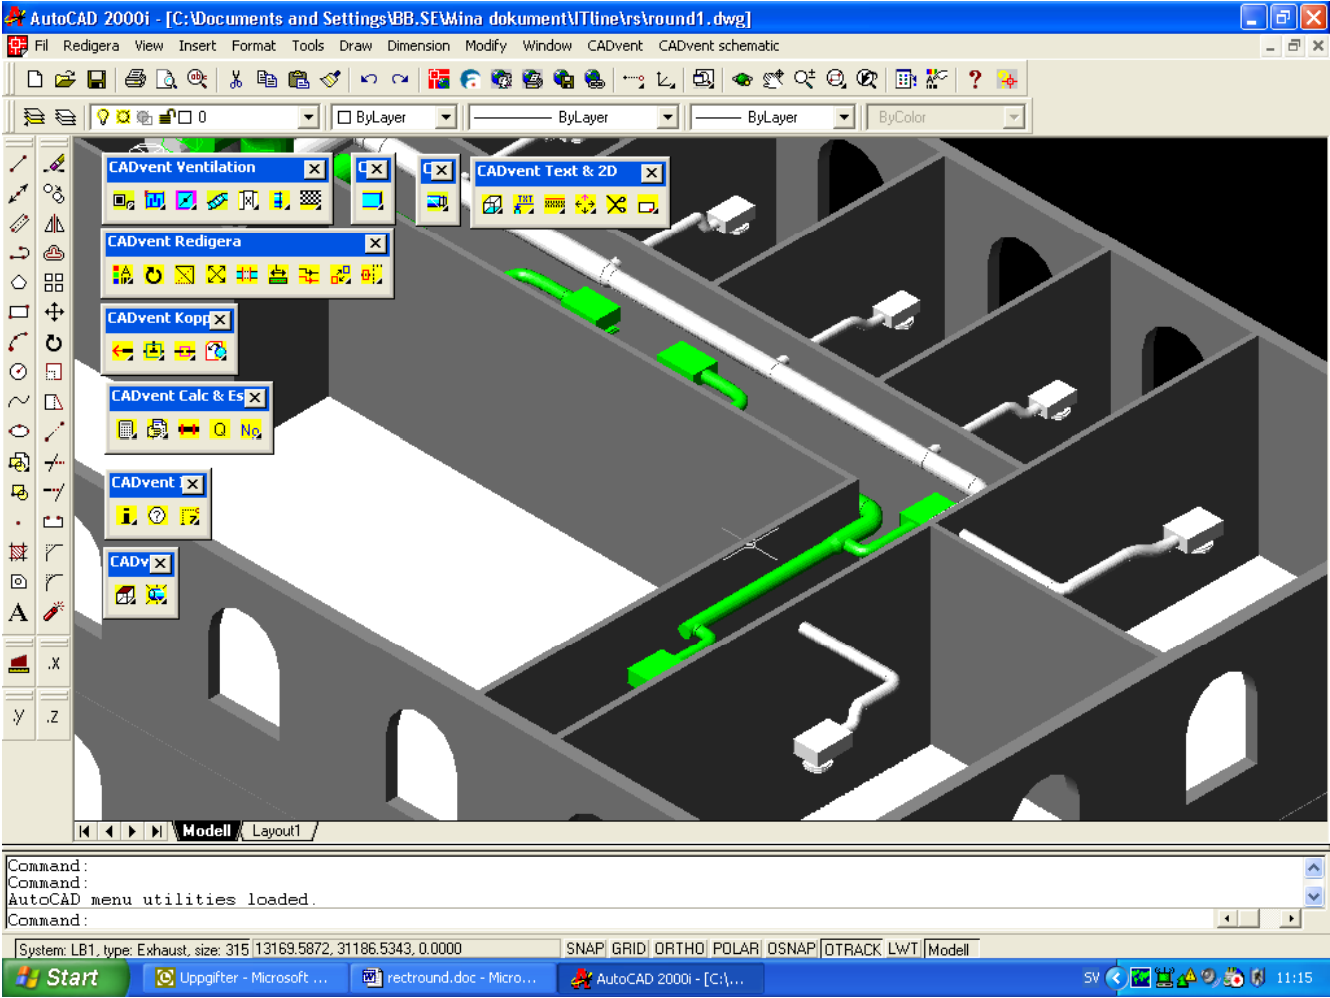 AutoCAD 2000i - [C:\Documents and Settings\BB.SE\Mina dokument\ITline\rs\round1.dwg]
Fil Redigera View Insert Format Tools Draw Dimension Modify Window CADvent CADvent schematic
0 ByLayer ByLayer ByLayer ByColor
CADvent Ventilation
CADvent Text & 2D
TXT
CADvent Redigera
CADvent Kopp
CADvent Calc & Es
Q No
CADvent
CADv
A
.X
.Y .Z
Modell Layout1
Command:
Command:
AutoCAD menu utilities loaded.
Command:
System: LB1, type: Exhaust, size: 315 13169.5872, 31186.5343, 0.0000 SNAP GRID ORTHO POLAR OSNAP OTRACK LWT Modell
Start Uppgifter - Microsoft ... rectround.doc - Micro... AutoCAD 2000i - [C:\... SV 11:15